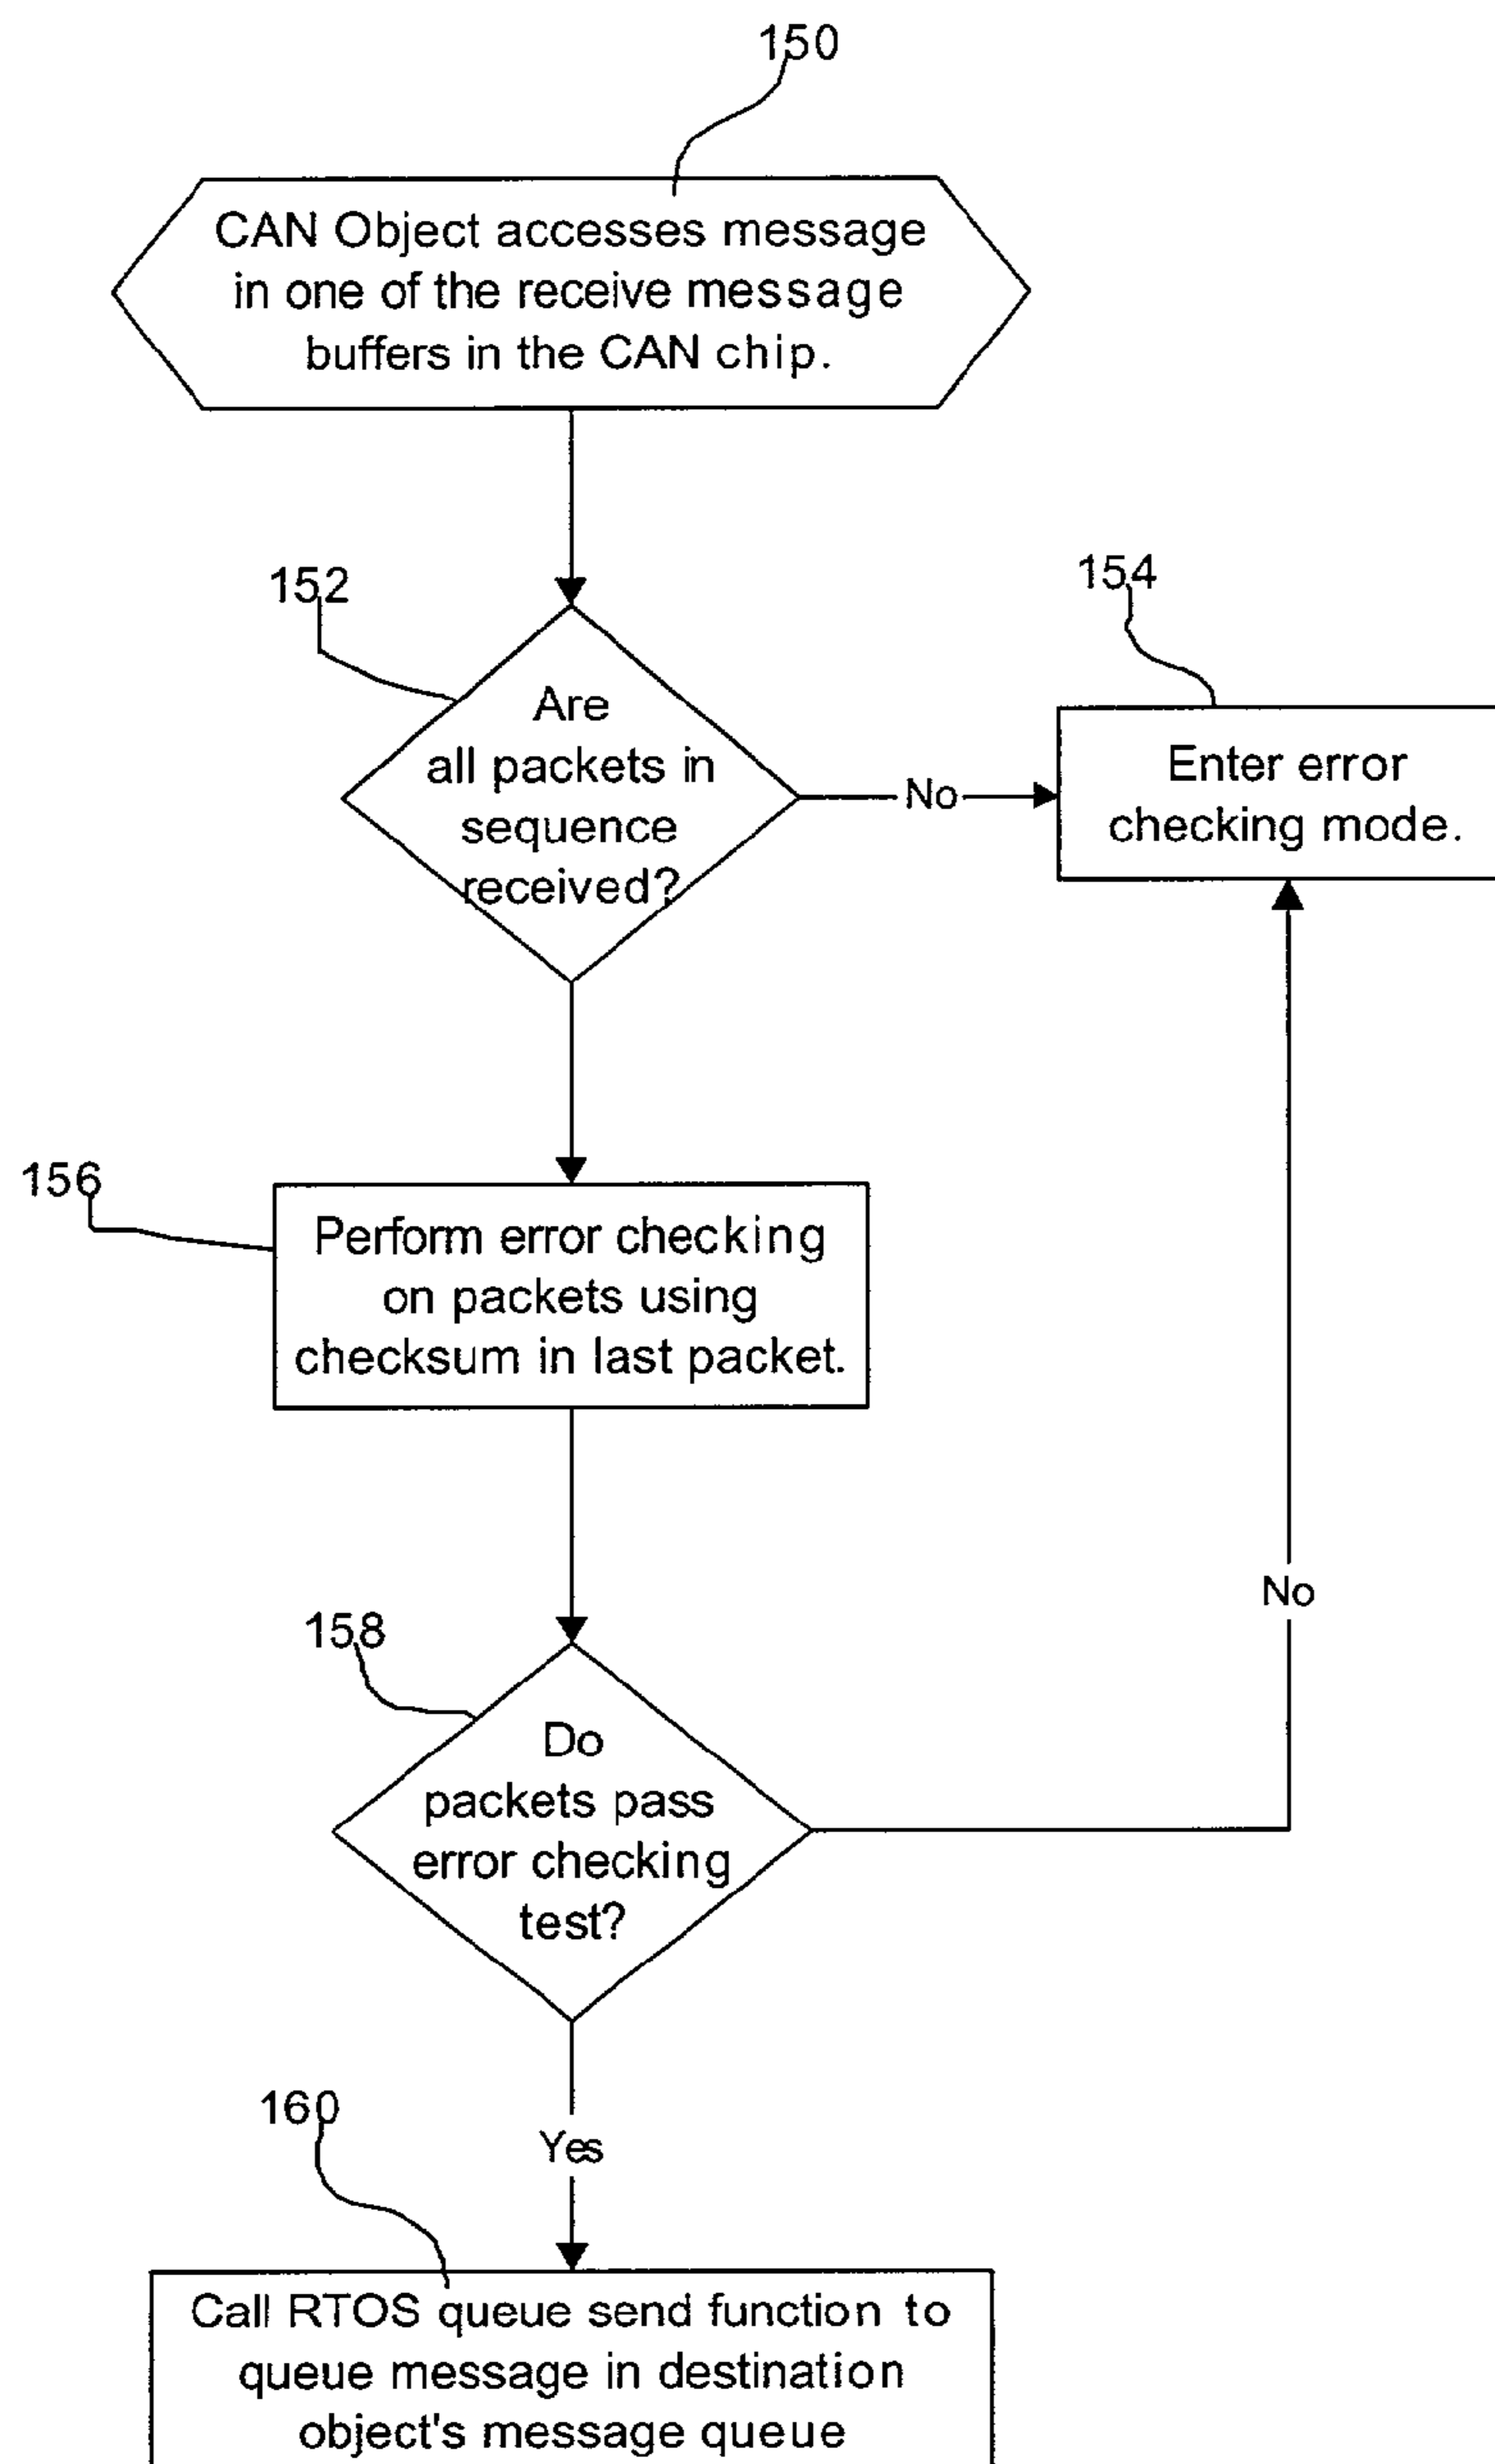 150
CAN Object accesses message
in one of the receive message
buffers in the CAN chip.
152
Are
all packets in
sequence
received?
No
154
Enter error
checking mode.
156
Perform error checking
on packets using
checksum in last packet.
158
Do
packets pass
error checking
test?
No
Yes
160
Call RTOS queue send function to
queue message in destination
object's message queue